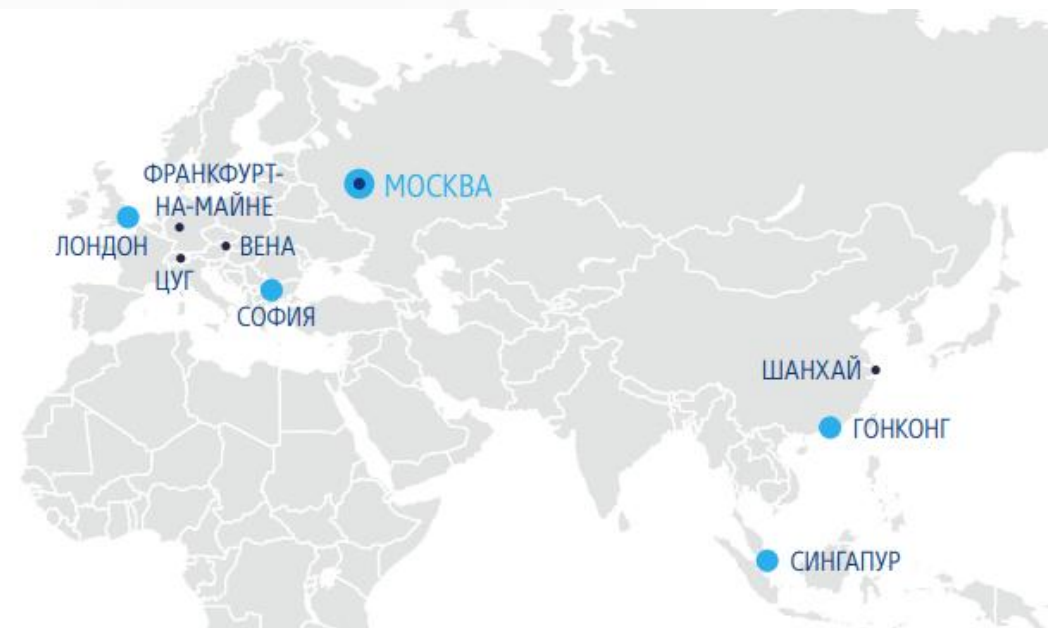 ФРАНКФУРТ-
НА-МАЙНЕ
МОСКВА
ЛОНДОН
ВЕНА
ЦУГ
СОФИЯ
ШАНХАЙ
ГОНКОНГ
СИНГАПУР